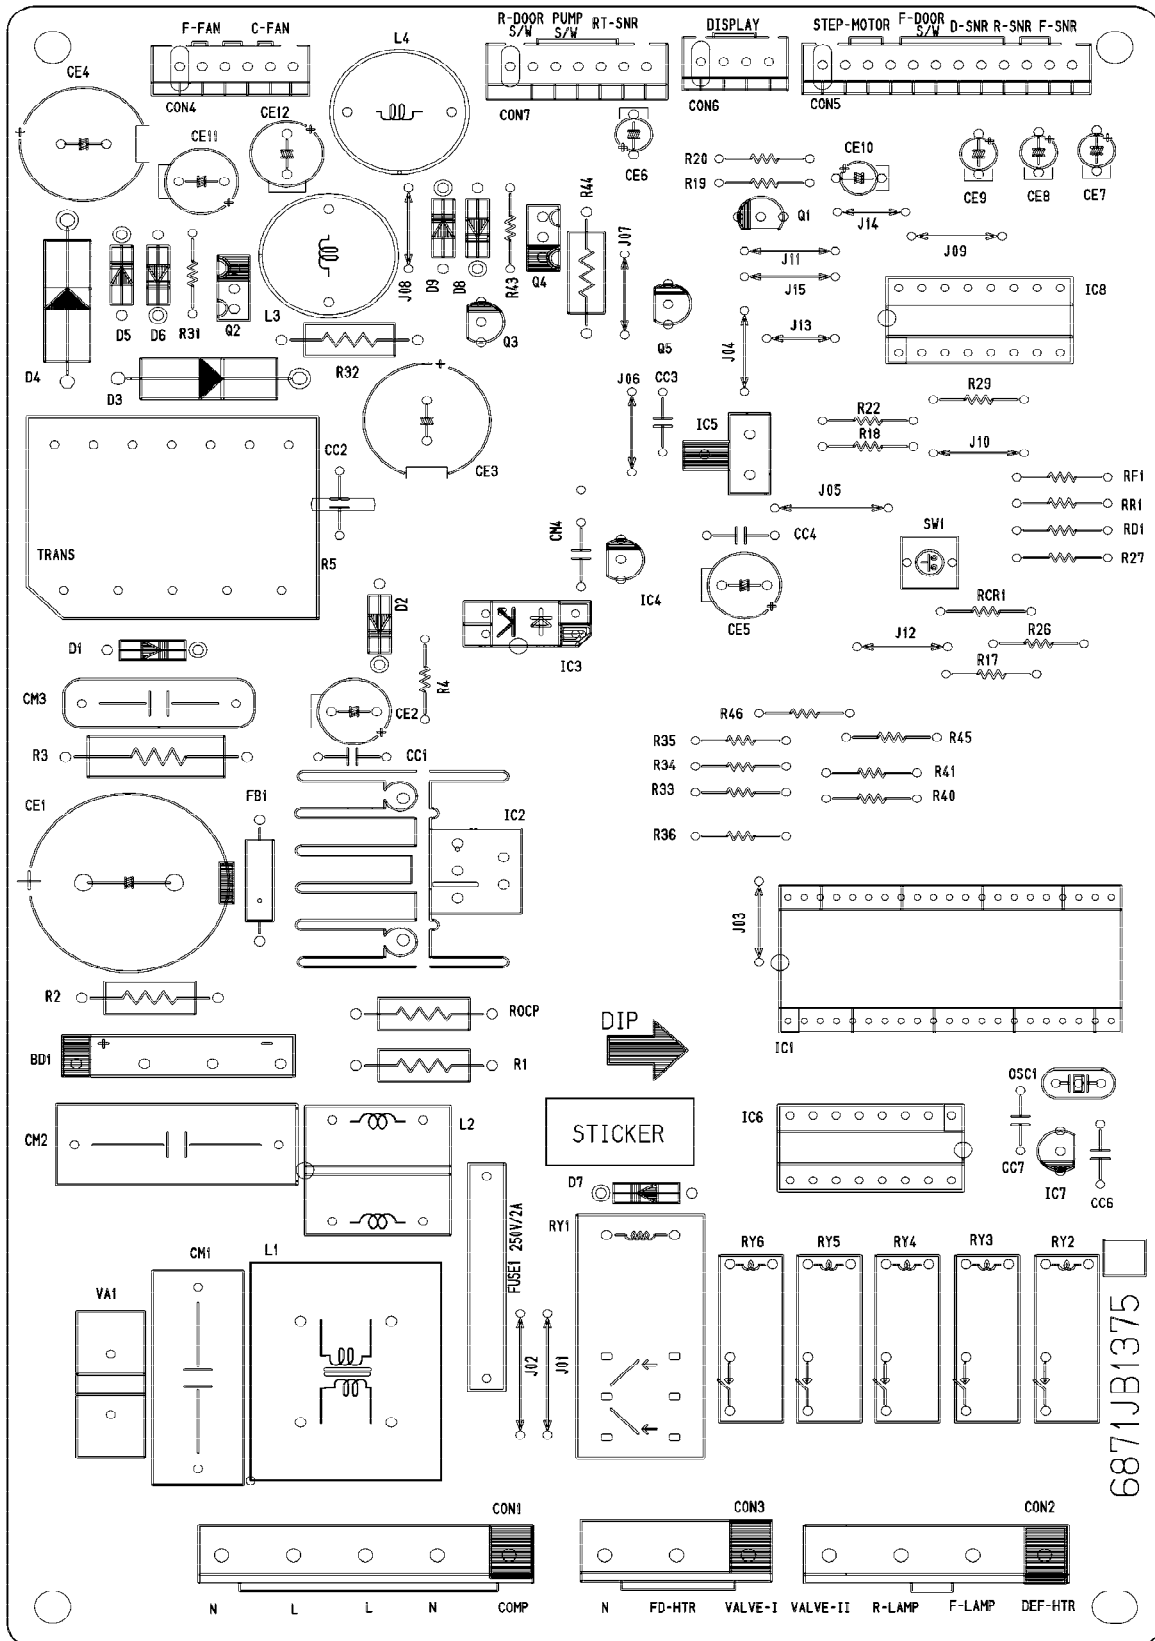 F-FAN C-FAN
L4
R-DOOR S/W PUMP S/W RT-SNR
DISPLAY
STEP-MOTOR F-DOOR S/W D-SNR R-SNR F-SNR
CE4
CON4
CE12
CON7
CON6
CON5
CE11
CE6
R20
R19
CE10
CE9
CE8
CE7
R44
Q1
J14
J09
J07
J11
J15
IC8
J08
D9
D8
R43
Q4
D5
D6
R31
Q2
L3
Q3
Q5
J04
J13
D4
D3
R32
J06
CC3
R29
IC5
R22
R18
J10
CC2
CE3
RF1
J05
RR1
CM4
SW1
RD1
TRANS
R5
CC4
R27
IC4
D2
CE5
RCR1
D1
IC3
J12
R26
R4
R17
CM3
CE2
R46
R35
R45
R3
CC1
R34
R41
R33
R40
CE1
FB1
IC2
R36
J03
R2
ROCP
DIP
BD1
R1
IC1
OSC1
CM2
L2
STICKER
IC6
CC7
IC7
CC6
D7
FUSE1 250V/2A
RY1
RY6
RY5
RY4
RY3
RY2
VA1
CM1
L1
J02
J01
6871JB1375
CON1
CON3
CON2
N L L N COMP
N FD-HTR VALVE-I
VALVE-II R-LAMP F-LAMP DEF-HTR